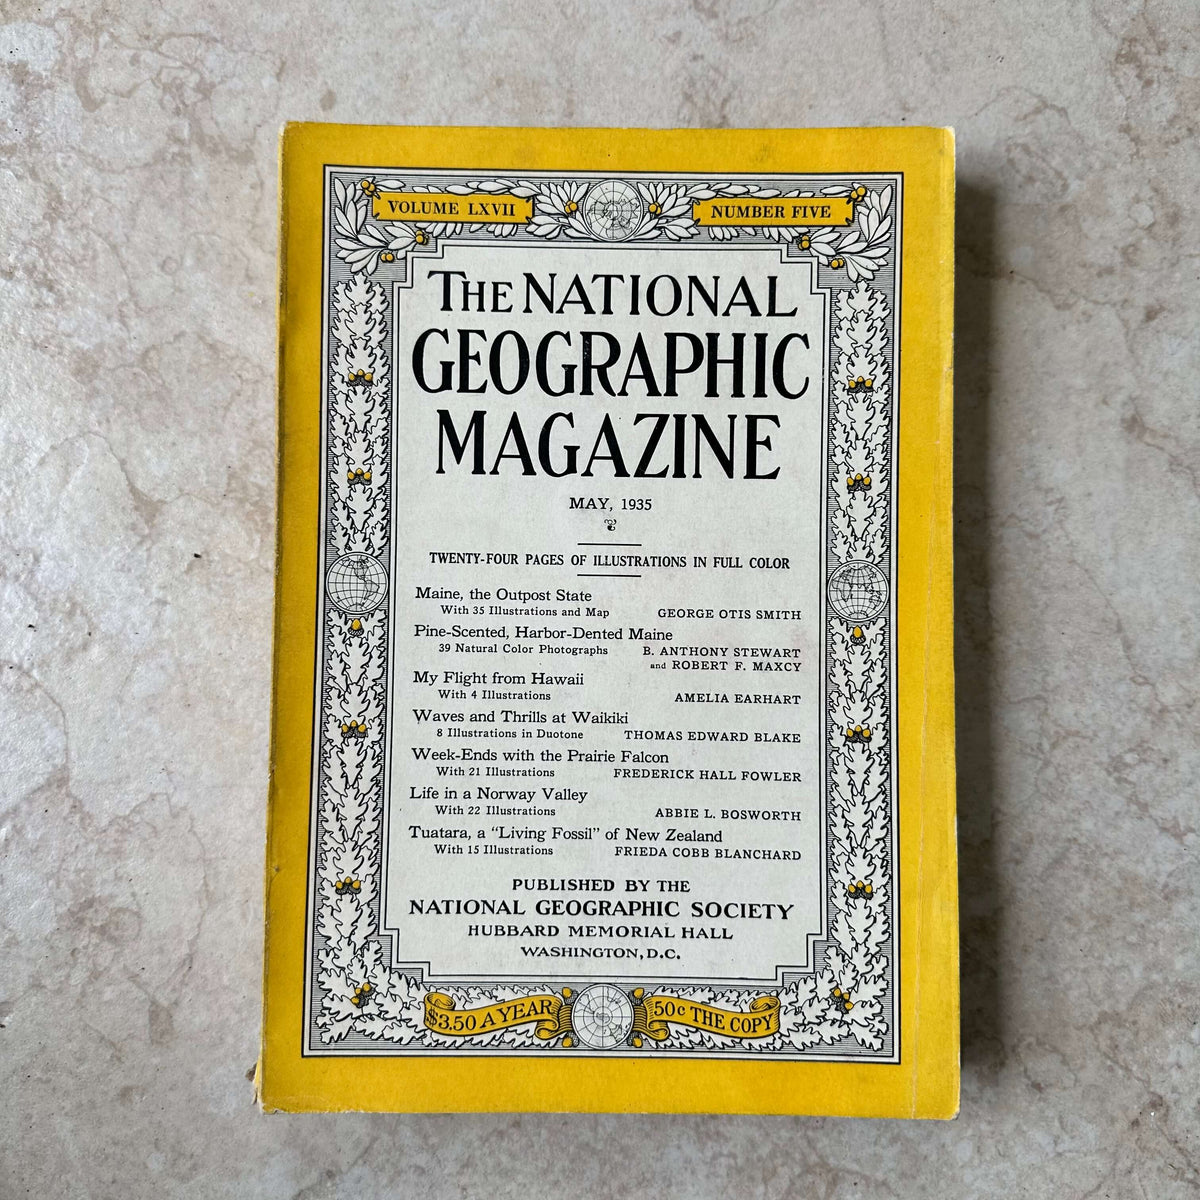 VOLUME LXVII
NUMBER FIVE
THE NATIONAL
GEOGRAPHIC
MAGAZINE
MAY, 1935
TWENTY-FOUR PAGES OF ILLUSTRATIONS IN FULL COLOR
Maine, the Outpost State
With 35 Illustrations and Map GEORGE OTIS SMITH
Pine-Scented, Harbor-Dented Maine
39 Natural Color Photographs B. ANTHONY STEWART
and ROBERT F. MAXCY
My Flight from Hawaii
With 4 Illustrations AMELIA EARHART
Waves and Thrills at Waikiki
8 Illustrations in Duotone THOMAS EDWARD BLAKE
Week-Ends with the Prairie Falcon
With 21 Illustrations FREDERICK HALL FOWLER
Life in a Norway Valley
With 22 Illustrations ABBIE L. BOSWORTH
Tuatara, a “Living Fossil” of New Zealand
With 15 Illustrations FRIEDA COBB BLANCHARD
PUBLISHED BY THE
NATIONAL GEOGRAPHIC SOCIETY
HUBBARD MEMORIAL HALL
WASHINGTON, D.C.
$3.50 A YEAR
50c THE COPY